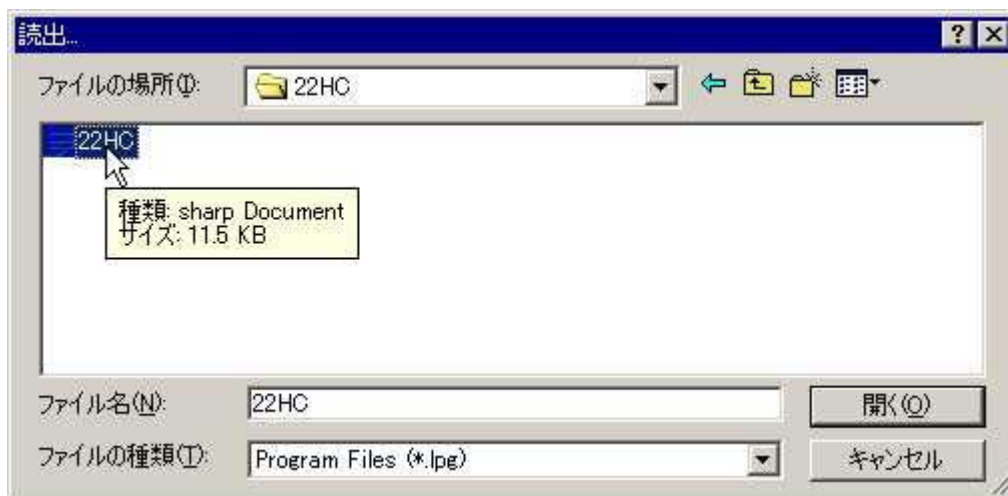 読出...
ファイルの場所(I):
22HC
22HC
種類: sharp Document
サイズ: 11.5 KB
ファイル名(N):
22HC
開く(O)
ファイルの種類(T):
Program Files (*.lpg)
キャンセル